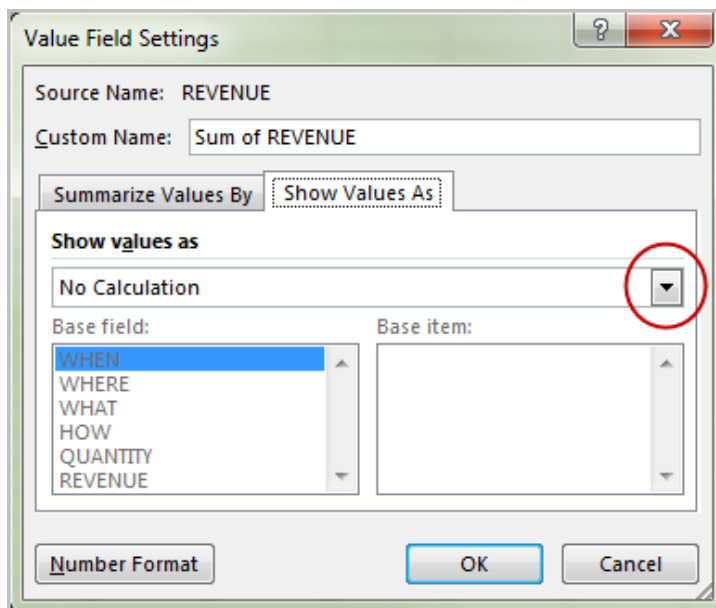 Value Field Settings
?
X
Source Name: REVENUE
Custom Name: Sum of REVENUE
Summarize Values By Show Values As
Show values as
No Calculation
Base field: Base item:
WHEN
WHERE
WHAT
HOW
QUANTITY
REVENUE
Number Format OK Cancel